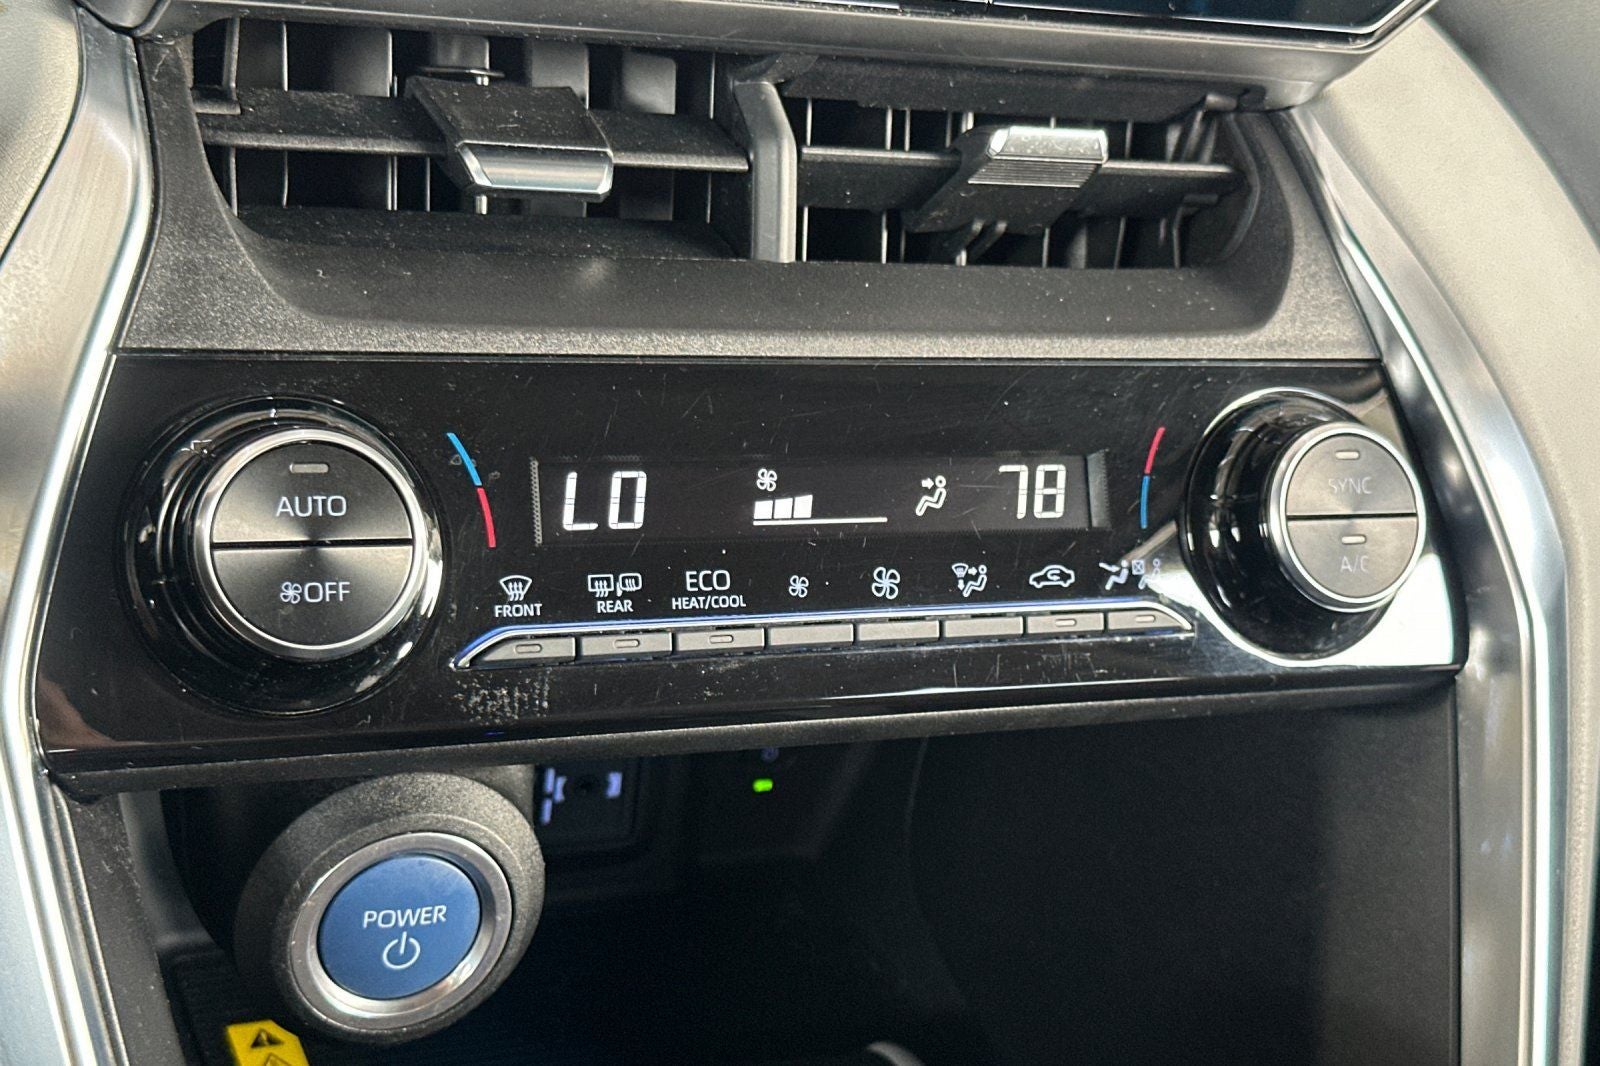 AUTO
OFF
LO
78
SYNC
A/C
FRONT
REAR
ECO
HEAT/COOL
POWER